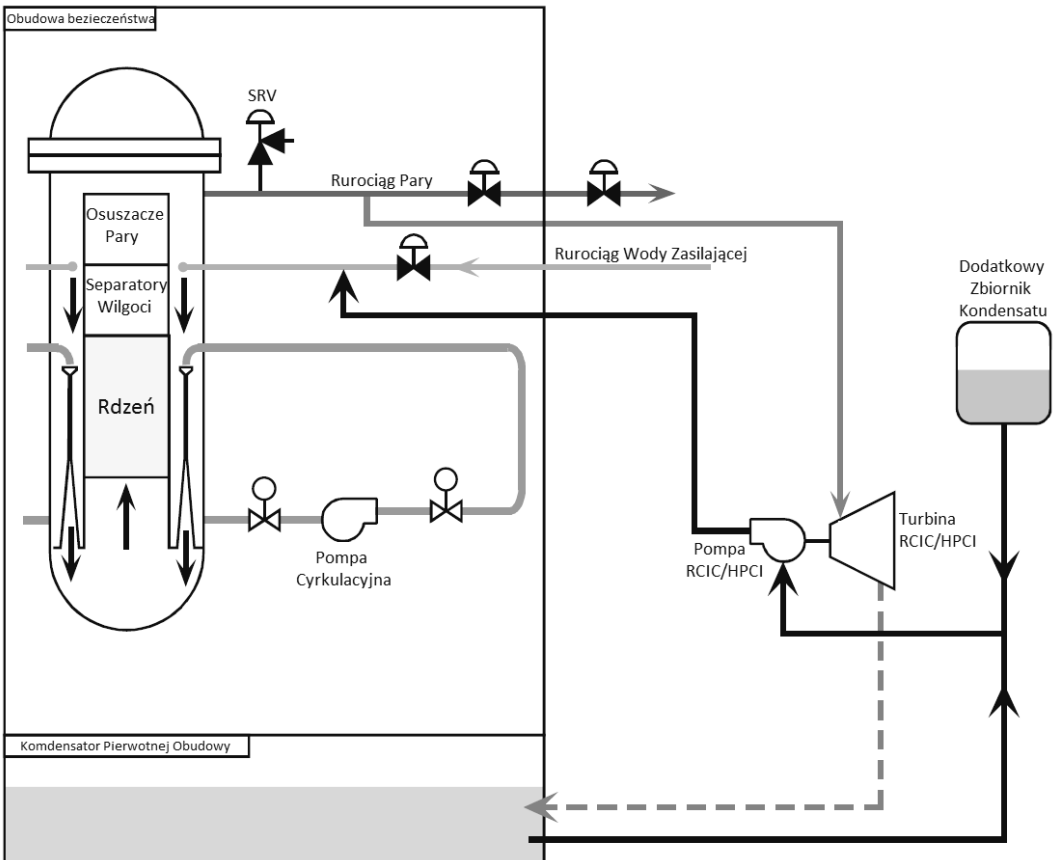 Obudowa bezieczeństwa
SRV
Rurociąg Pary
Osuszacze
Pary
Rurociąg Wody Zasilającej
Separatory
Wilgoci
Dodatkowy
Zbiornik
Kondensatu
Rdzeń
Pompa
Cyrkulacyjna
Pompa
RCIC/HPCI
Turbina
RCIC/HPCI
Komdensator Pierwotnej Obudowy